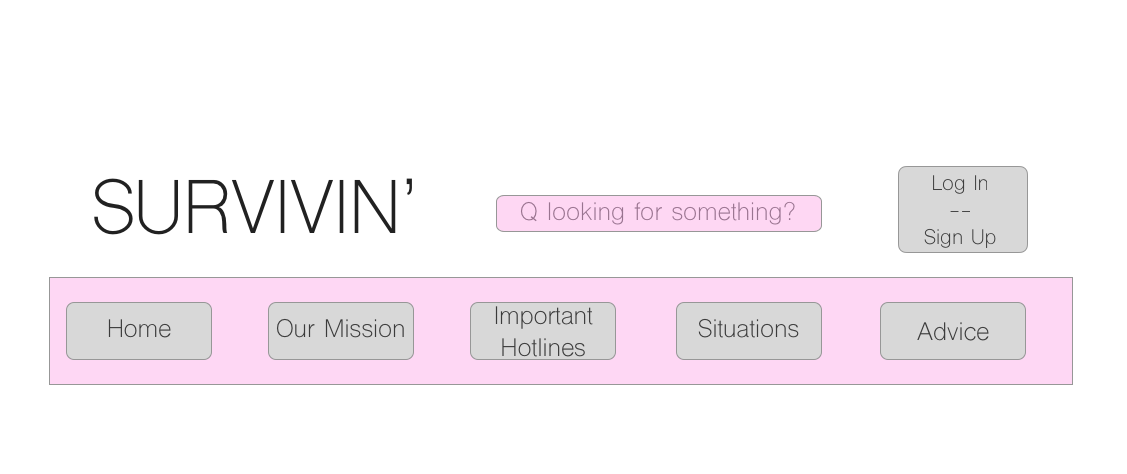 SURVIVIN’
Q looking for something?
Log In
--
Sign Up
Home
Our Mission
Important
Hotlines
Situations
Advice